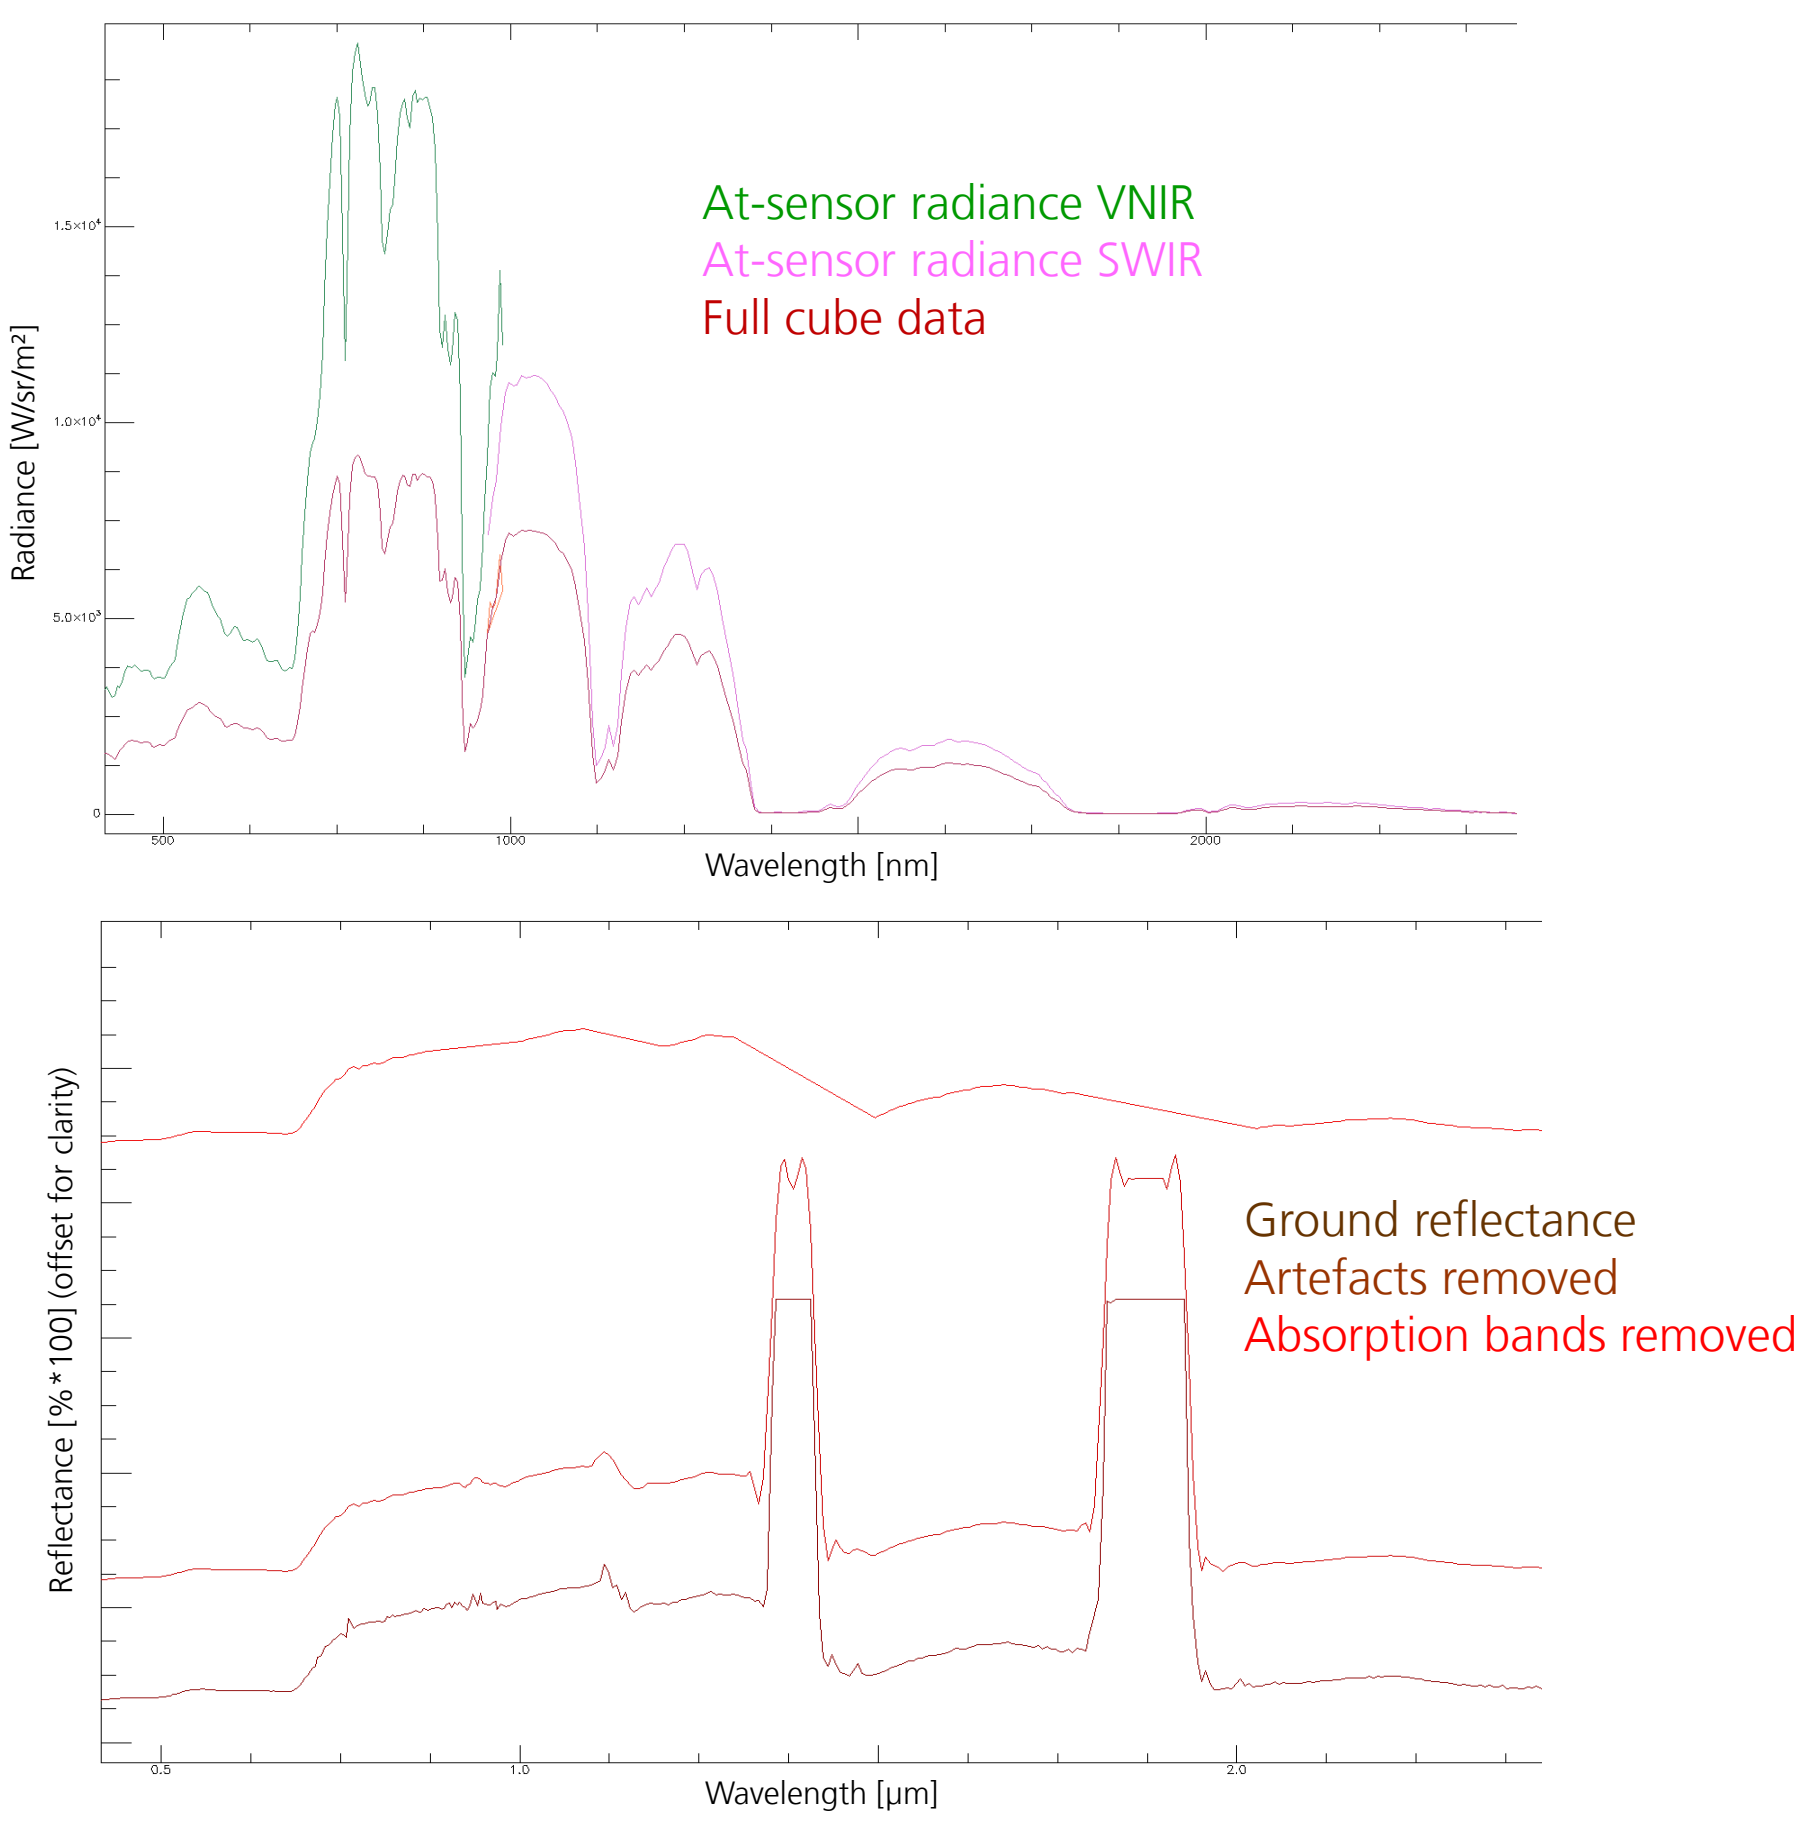 At-sensor radiance VNIR
At-sensor radiance SWIR
Full cube data
Radiance [W/sr/m²]
1.5×10⁴
1.0×10⁴
5.0×10³
0
500
1000
2000
Wavelength [nm]
Reflectance [%*100] (offset for clarity)
Ground reflectance
Artefacts removed
Absorption bands removed
0.5
1.0
2.0
Wavelength [µm]